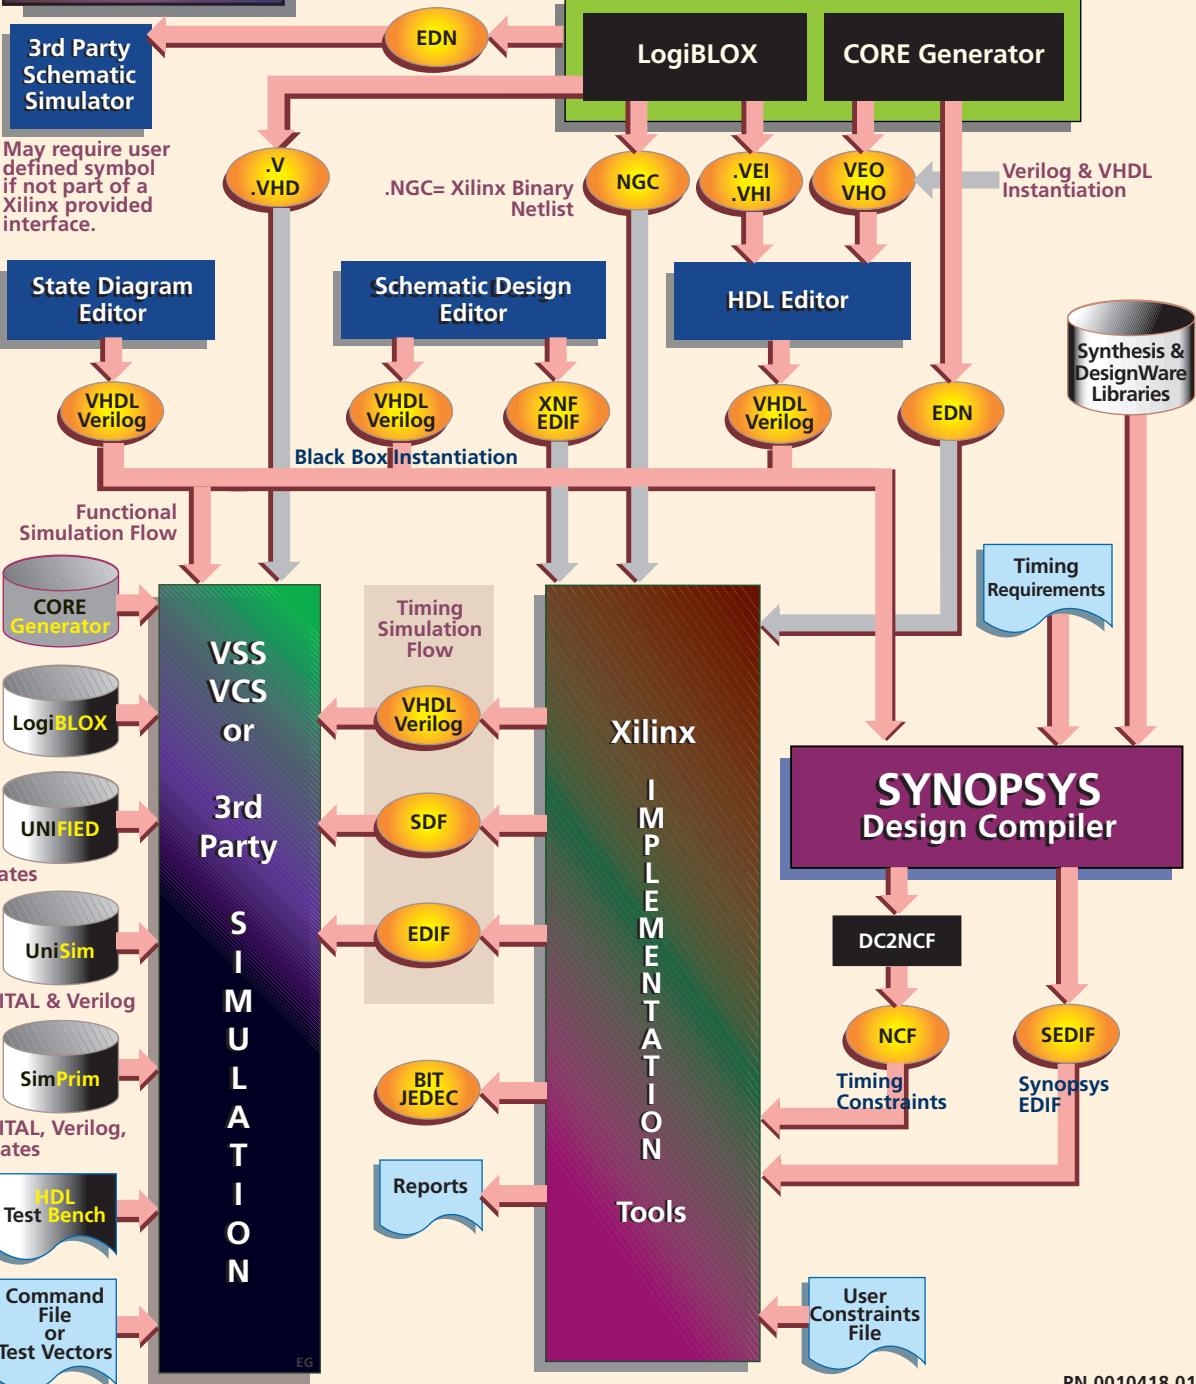 EDN
LogiBLOX
CORE Generator
3rd Party
Schematic
Simulator
May require user
defined symbol
if not part of a
Xilinx provided
interface.
.V
.VHD
.NGC= Xilinx Binary
Netlist
NGC
.VEI
.VHI
VEO
VHO
Verilog & VHDL
Instantiation
State Diagram
Editor
Schematic Design
Editor
HDL Editor
Synthesis &
DesignWare
Libraries
VHDL
Verilog
VHDL
Verilog
XNF
EDIF
VHDL
Verilog
EDN
Black Box Instantiation
Functional
Simulation Flow
CORE
Generator
LogiBLOX
UNIFIED
ates
UniSim
ITAL & Verilog
SimPrim
ITAL, Verilog,
ates
HDL
Test Bench
Command
File
or
Test Vectors
VSS
VCS
or
3rd
Party
S
I
M
U
L
A
T
I
O
N
EG
Timing
Simulation
Flow
VHDL
Verilog
SDF
EDIF
BIT
JEDEC
Reports
Xilinx
I
M
P
L
E
M
E
N
T
A
T
I
O
N
Tools
Timing
Requirements
SYNOPSYS
Design Compiler
DC2NCF
NCF
Timing
Constraints
SEDIF
Synopsys
EDIF
User
Constraints
File
PN 0010418 01